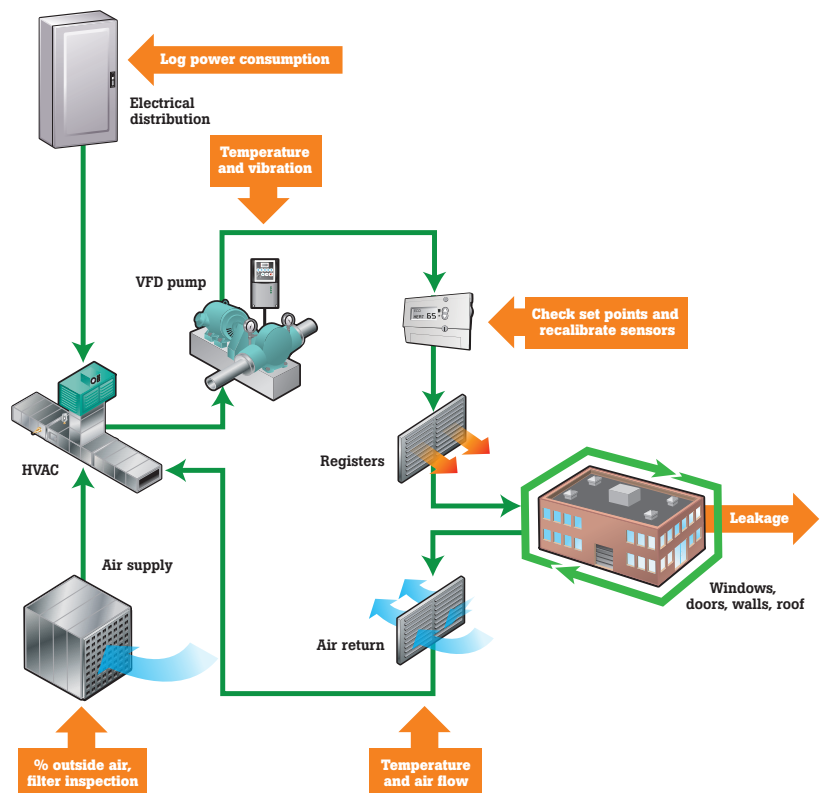 Log power consumption
Electrical
distribution
Temperature
and vibration
VFD pump
65
Check set points and
recalibrate sensors
HVAC
Registers
Leakage
Air supply
Windows,
doors, walls, roof
Air return
% outside air,
filter inspection
Temperature
and air flow